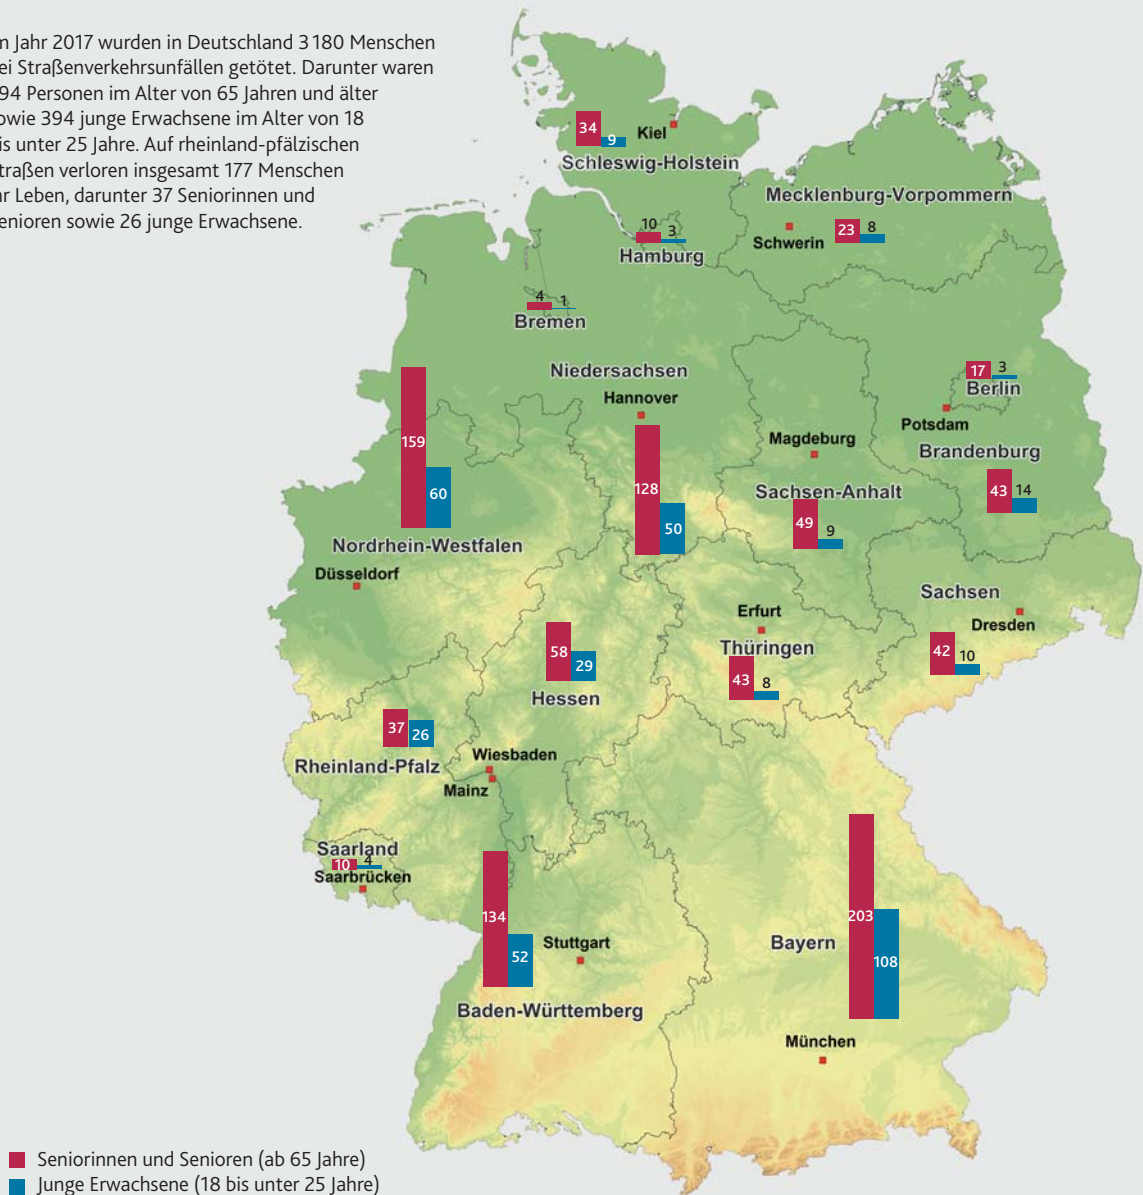 m Jahr 2017 wurden in Deutschland 3 180 Menschen
ei Straßenverkehrsunfällen getötet. Darunter waren
94 Personen im Alter von 65 Jahren und älter
owie 394 junge Erwachsene im Alter von 18
is unter 25 Jahre. Auf rheinland-pfälzischen
traßen verloren insgesamt 177 Menschen
hr Leben, darunter 37 Seniorinnen und
enioren sowie 26 junge Erwachsene.
34
9
Kiel
Schleswig-Holstein
Mecklenburg-Vorpommern
Schwerin
23
8
10
3
Hamburg
4
1
Bremen
Niedersachsen
Hannover
128
50
17
3
Berlin
Potsdam
Brandenburg
43
14
Magdeburg
Sachsen-Anhalt
49
9
159
60
Nordrhein-Westfalen
Düsseldorf
Sachsen
Dresden
42
10
Erfurt
Thüringen
43
8
58
29
Hessen
37
26
Rheinland-Pfalz
Wiesbaden
Mainz
Saarland
10
4
Saarbrücken
134
52
Stuttgart
Baden-Württemberg
203
108
Bayern
München
Seniorinnen und Senioren (ab 65 Jahre)
Junge Erwachsene (18 bis unter 25 Jahre)